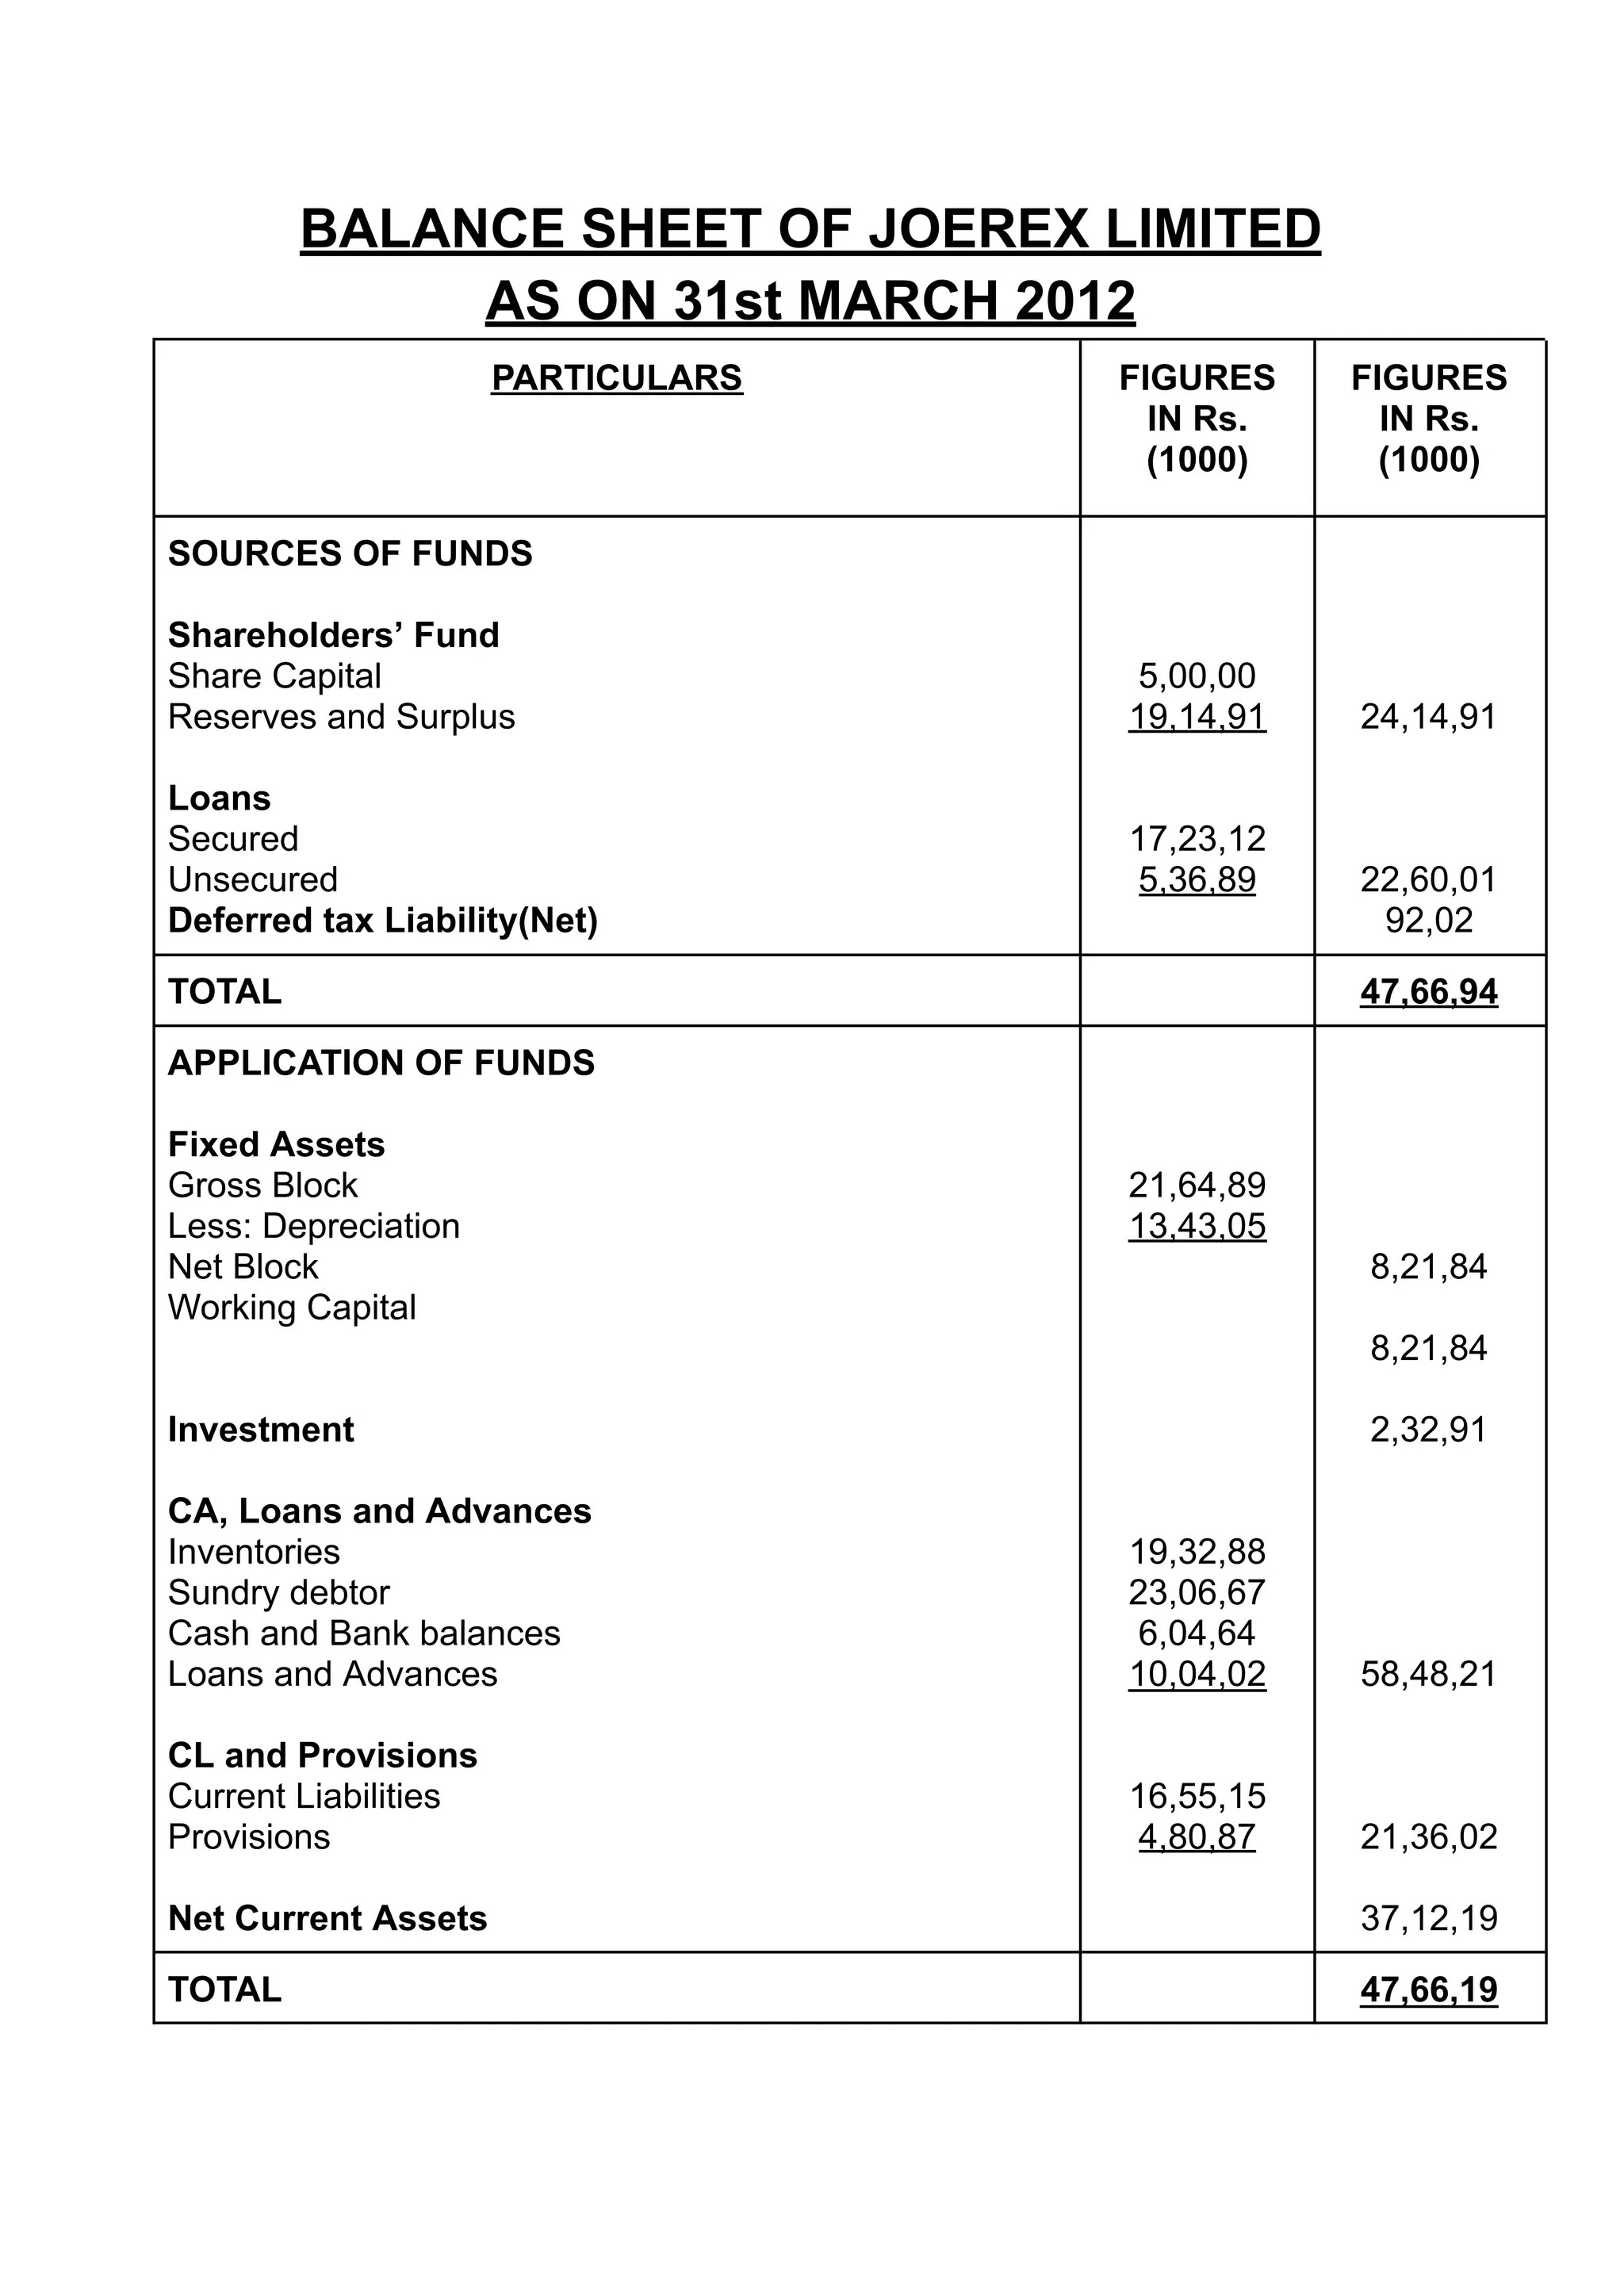 BALANCE SHEET OF JOEREX LIMITED
AS ON 31st MARCH 2012
PARTICULARS FIGURES FIGURES
IN Rs. IN Rs.
(1000) (1000)
SOURCES OF FUNDS
Shareholders’ Fund
Share Capital 5,00,00
Reserves and Surplus 19,14,91 24,14,91
Loans
Secured 17,23,12
Unsecured 5,36,89 22,60,01
Deferred tax Liability(Net) 92,02
TOTAL 47,66,94
APPLICATION OF FUNDS
Fixed Assets
Gross Block 21,64,89
Less: Depreciation 13,43,05
Net Block 8,21,84
Working Capital
8,21,84
Investment 2,32,91
CA, Loans and Advances
Inventories 19,32,88
Sundry debtor 23,06,67
Cash and Bank balances 6,04,64
Loans and Advances 10,04,02 58,48,21
CL and Provisions
Current Liabilities 16,55,15
Provisions 4,80,87 21,36,02
Net Current Assets 37,12,19
TOTAL 47,66,19